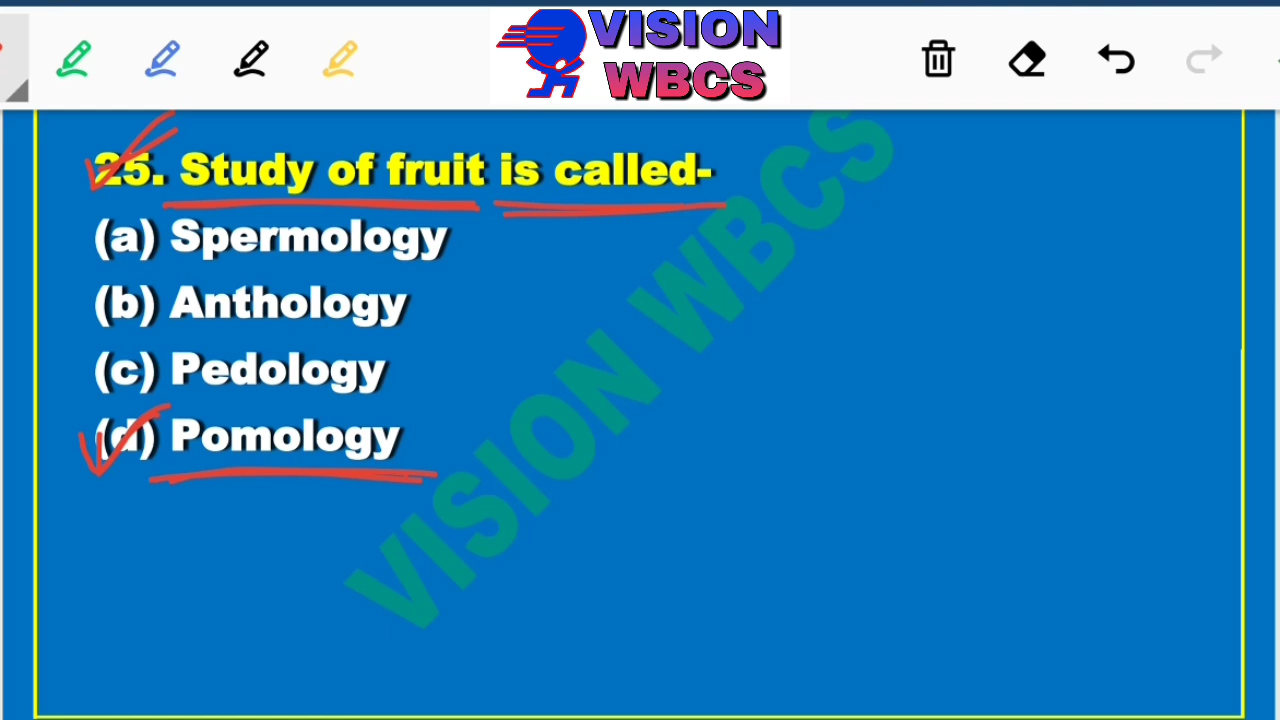 VISION
WBCS
25. Study of fruit is called-
(a) Spermology
(b) Anthology
(c) Pedology
(d) Pomology
VISION WBCS